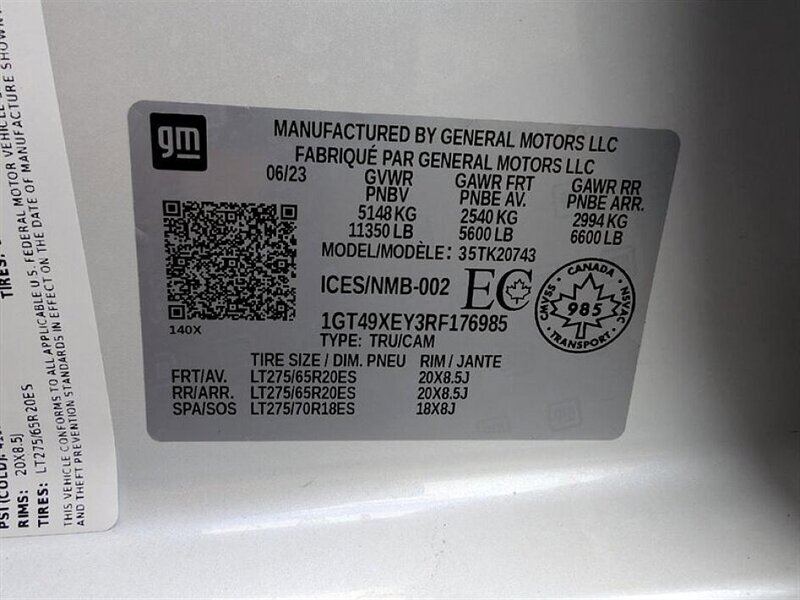 gm
MANUFACTURED BY GENERAL MOTORS LLC
FABRIQUÉ PAR GENERAL MOTORS LLC
06/23
GVWR
PNBV
5148 KG
11350 LB
GAWR FRT
PNBE AV.
2540 KG
5600 LB
GAWR RR
PNBE ARR.
2994 KG
6600 LB
MODEL/MODÈLE: 35TK20743
140X
ICES/NMB-002 EC
CANADA
CMVSS NSVAC
985
TRANSPORT
1GT49XEY3RF176985
TYPE: TRU/CAM
TIRE SIZE / DIM. PNEU RIM / JANTE
FRT/AV. LT275/65R20ES 20X8.5J
RR/ARR. LT275/65R20ES 20X8.5J
SPA/SOS LT275/70R18ES 18X8J
PSI (COLD):
RIMS: 20X8.5J
TIRES: LT275/65R20ES
THIS VEHICLE CONFORMS TO ALL APPLICABLE U.S. FEDERAL MOTOR VEHICLE
AND THEFT PREVENTION STANDARDS IN EFFECT ON THE DATE OF MANUFACTURE SHOWN
TIRES: